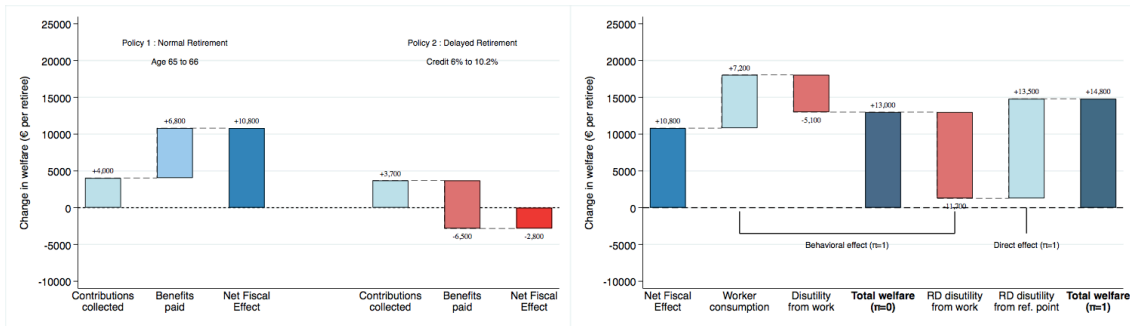 25000
20000
15000
10000
5000
0
-5000
-10000
Change in welfare (€ per retiree)
Policy 1 : Normal Retirement
Age 65 to 66
Policy 2 : Delayed Retirement
Credit 6% to 10.2%
+4,000
+6,800
+10,800
+3,700
-6,500
-2,800
Contributions
collected
Benefits
paid
Net Fiscal
Effect
Contributions
collected
Benefits
paid
Net Fiscal
Effect
25000
20000
15000
10000
5000
0
-5000
-10000
Change in welfare (€ per retiree)
+10,800
+7,200
-5,100
+13,000
-11,700
+13,500
+14,800
Behavioral effect (η=1)
Direct effect (η=1)
Net Fiscal
Effect
Worker
consumption
Disutility
from work
Total welfare
(η=0)
RD disutility
from work
RD disutility
from ref. point
Total welfare
(η=1)